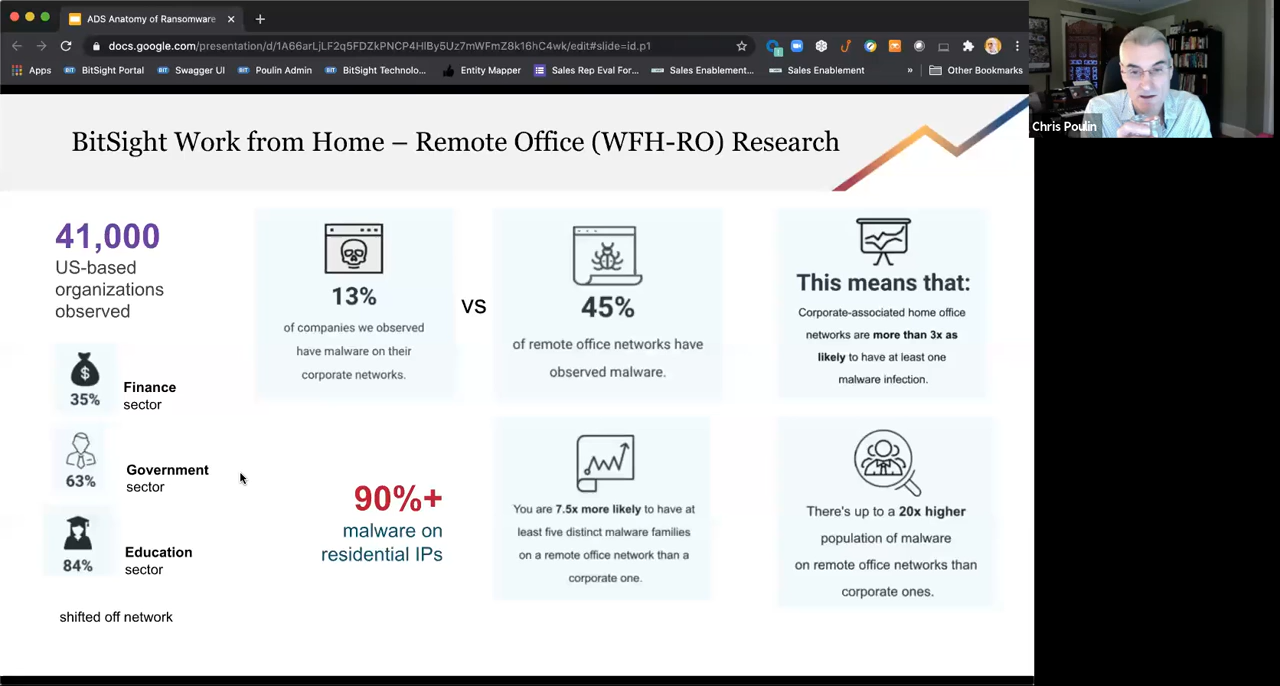 ADS Anatomy of Ransomware
docs.google.com/presentation/d/1A66arLjLF2q5FDZkPNCP4HlBy5Uz7mWFmZ8k16hC4wk/edit#slide=id.p1
Apps BitSight Portal Swagger UI Poulin Admin BitSight Technolo... Entity Mapper Sales Rep Eval For... Sales Enablement... Sales Enablement » Other Bookmarks
Chris Poulin
BitSight Work from Home – Remote Office (WFH-RO) Research
41,000
US-based
organizations
observed
35%
Finance
sector
63%
Government
sector
84%
Education
sector
shifted off network
13%
of companies we observed
have malware on their
corporate networks.
vs
45%
of remote office networks have
observed malware.
This means that:
Corporate-associated home office
networks are more than 3x as
likely to have at least one
malware infection.
90%+
malware on
residential IPs
You are 7.5x more likely to have at
least five distinct malware families
on a remote office network than a
corporate one.
There's up to a 20x higher
population of malware
on remote office networks than
corporate ones.